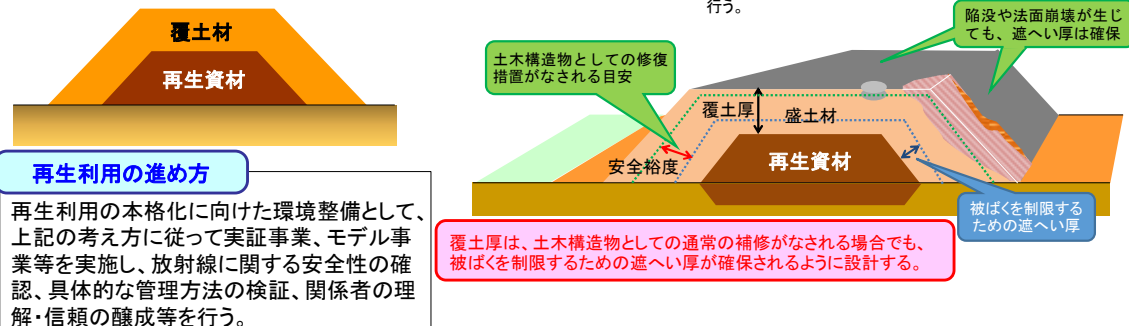 覆土材
再生資材
再生利用の進め方
再生利用の本格化に向けた環境整備として、
上記の考え方に従って実証事業、モデル事
業等を実施し、放射線に関する安全性の確
認、具体的な管理方法の検証、関係者の理
解・信頼の醸成等を行う。
行う。
陥没や法面崩壊が生じ
ても、遮へい厚は確保
土木構造物としての修復
措置がなされる目安
覆土厚
盛土材
安全裕度
再生資材
被ばくを制限する
ための遮へい厚
覆土厚は、土木構造物としての通常の補修がなされる場合でも、
被ばくを制限するための遮へい厚が確保されるように設計する。